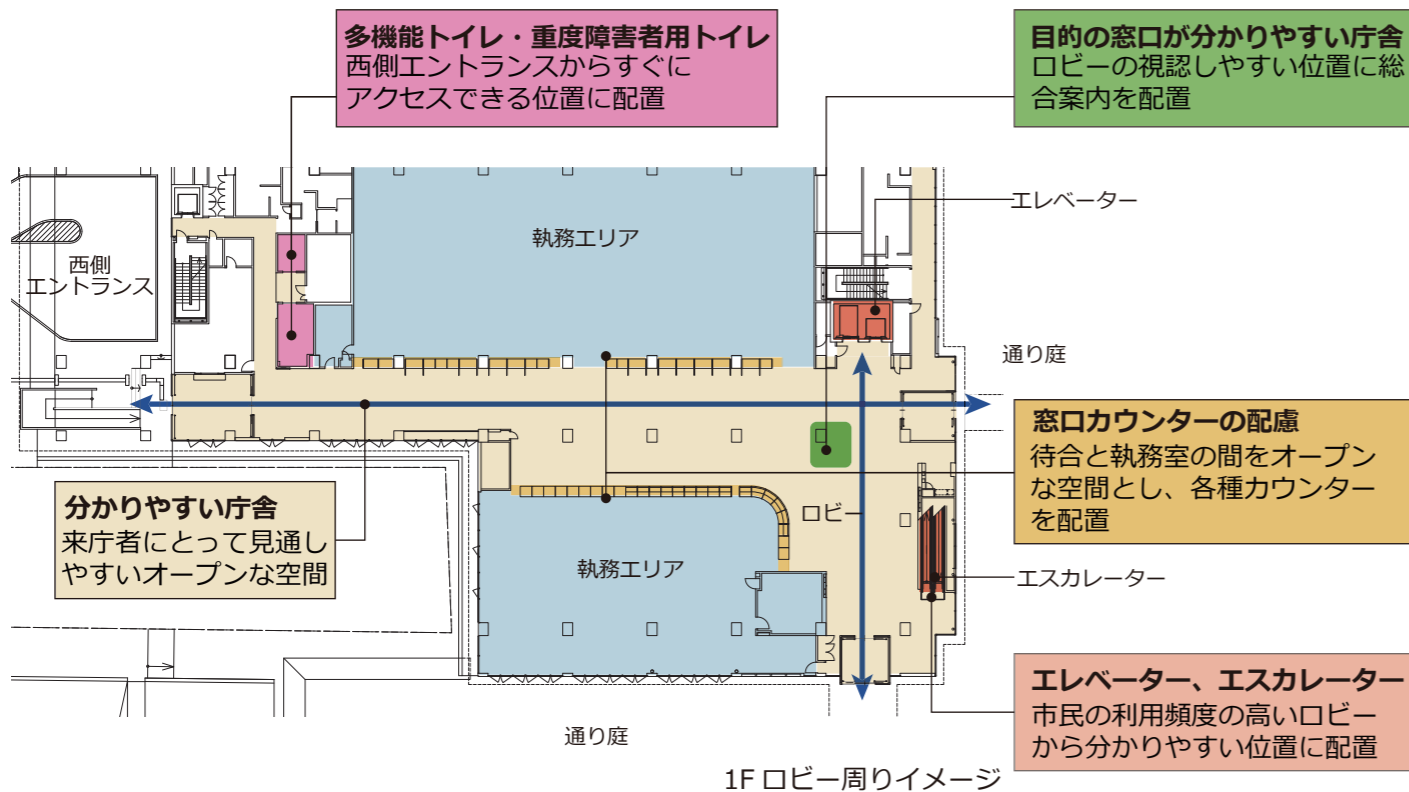 多機能トイレ・重度障害者用トイレ
西側エントランスからすぐに
アクセスできる位置に配置
目的の窓口が分かりやすい庁舎
ロビーの視認しやすい位置に総
合案内を配置
エレベーター
執務エリア
西側
エントランス
通り庭
窓口カウンターの配慮
待合と執務室の間をオープン
な空間とし、各種カウンター
を配置
分かりやすい庁舎
来庁者にとって見通し
やすいオープンな空間
ロビー
執務エリア
エスカレーター
エレベーター、エスカレーター
市民の利用頻度の高いロビー
から分かりやすい位置に配置
通り庭
1F ロビー周りイメージ